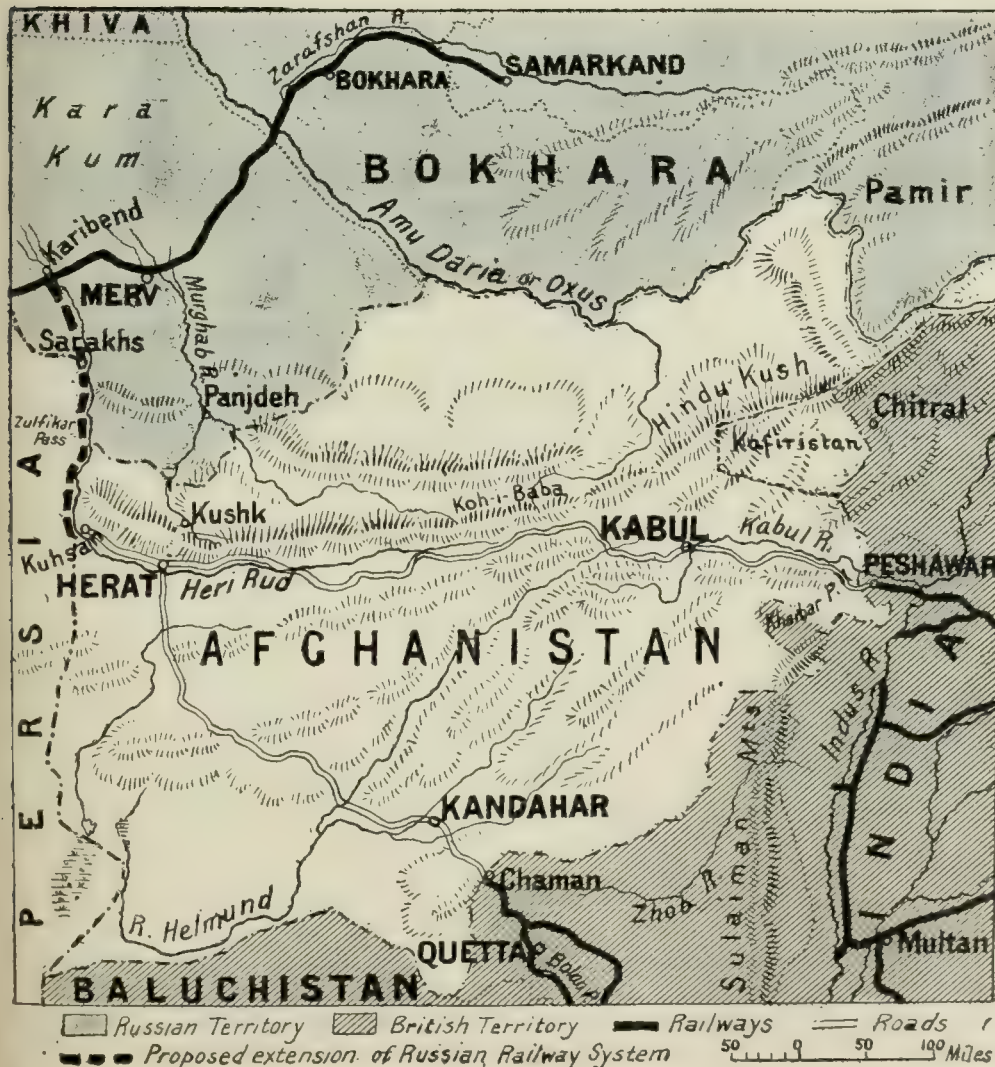 KHIVA
Zarafshan R.
BOKHARA
SAMARKAND
Kara
Kum
BOKHARA
Pamir
Karibend
MERV
Murghab R.
Amu Daria or Oxus
Sarakhs
Panjdeh
Zulfikar
Pass
Hindu Kush
Chitral
Kafiristan
Koh-i-Baba
Kushk
Kuhsan
KABUL
Kabul R.
HERAT
Heri Rud
PESHAWAR
Khaibar P.
AFGHANISTAN
PERSIA
Indus R.
INDIA
Sulaiman Mts
KANDAHAR
Chaman
Zhob R.
R. Helmund
QUETTA
Bolan P.
Multan
BALUCHISTAN
Russian Territory British Territory Railways Roads
Proposed extension of Russian Railway System 50 0 50 100 Miles